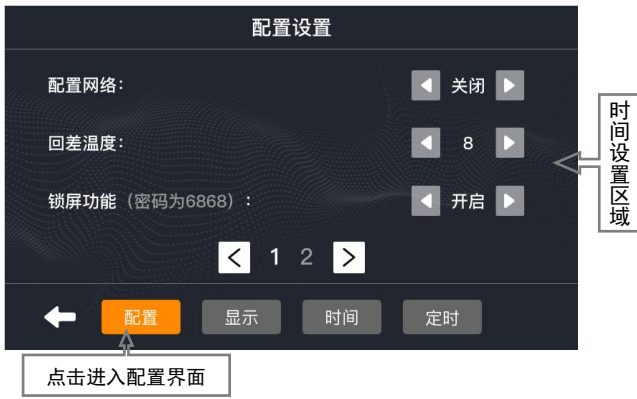 配置设置
配置网络： 关闭
回差温度： 8
锁屏功能（密码为6868）： 开启
< 1 2 >
配置 显示 时间 定时
时间设置区域
点击进入配置界面